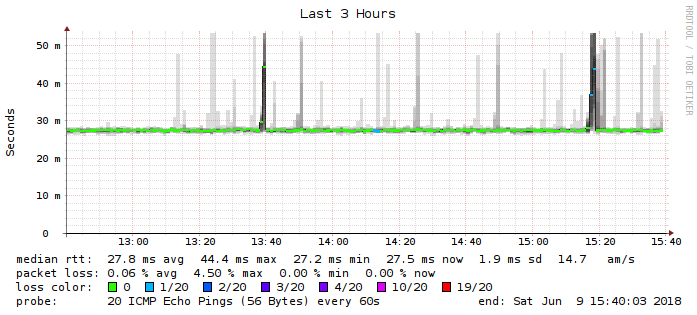 Last 3 Hours
RRDTOOL / TOBI OETIKER
Seconds
50 m
40 m
30 m
20 m
10 m
0
13:00 13:20 13:40 14:00 14:20 14:40 15:00 15:20 15:40
median rtt: 27.8 ms avg 44.4 ms max 27.2 ms min 27.5 ms now 1.9 ms sd 14.7 am/s
packet loss: 0.06 % avg 4.50 % max 0.00 % min 0.00 % now
loss color: 0 1/20 2/20 3/20 4/20 10/20 19/20
probe: 20 ICMP Echo Pings (56 Bytes) every 60s end: Sat Jun 9 15:40:03 2018